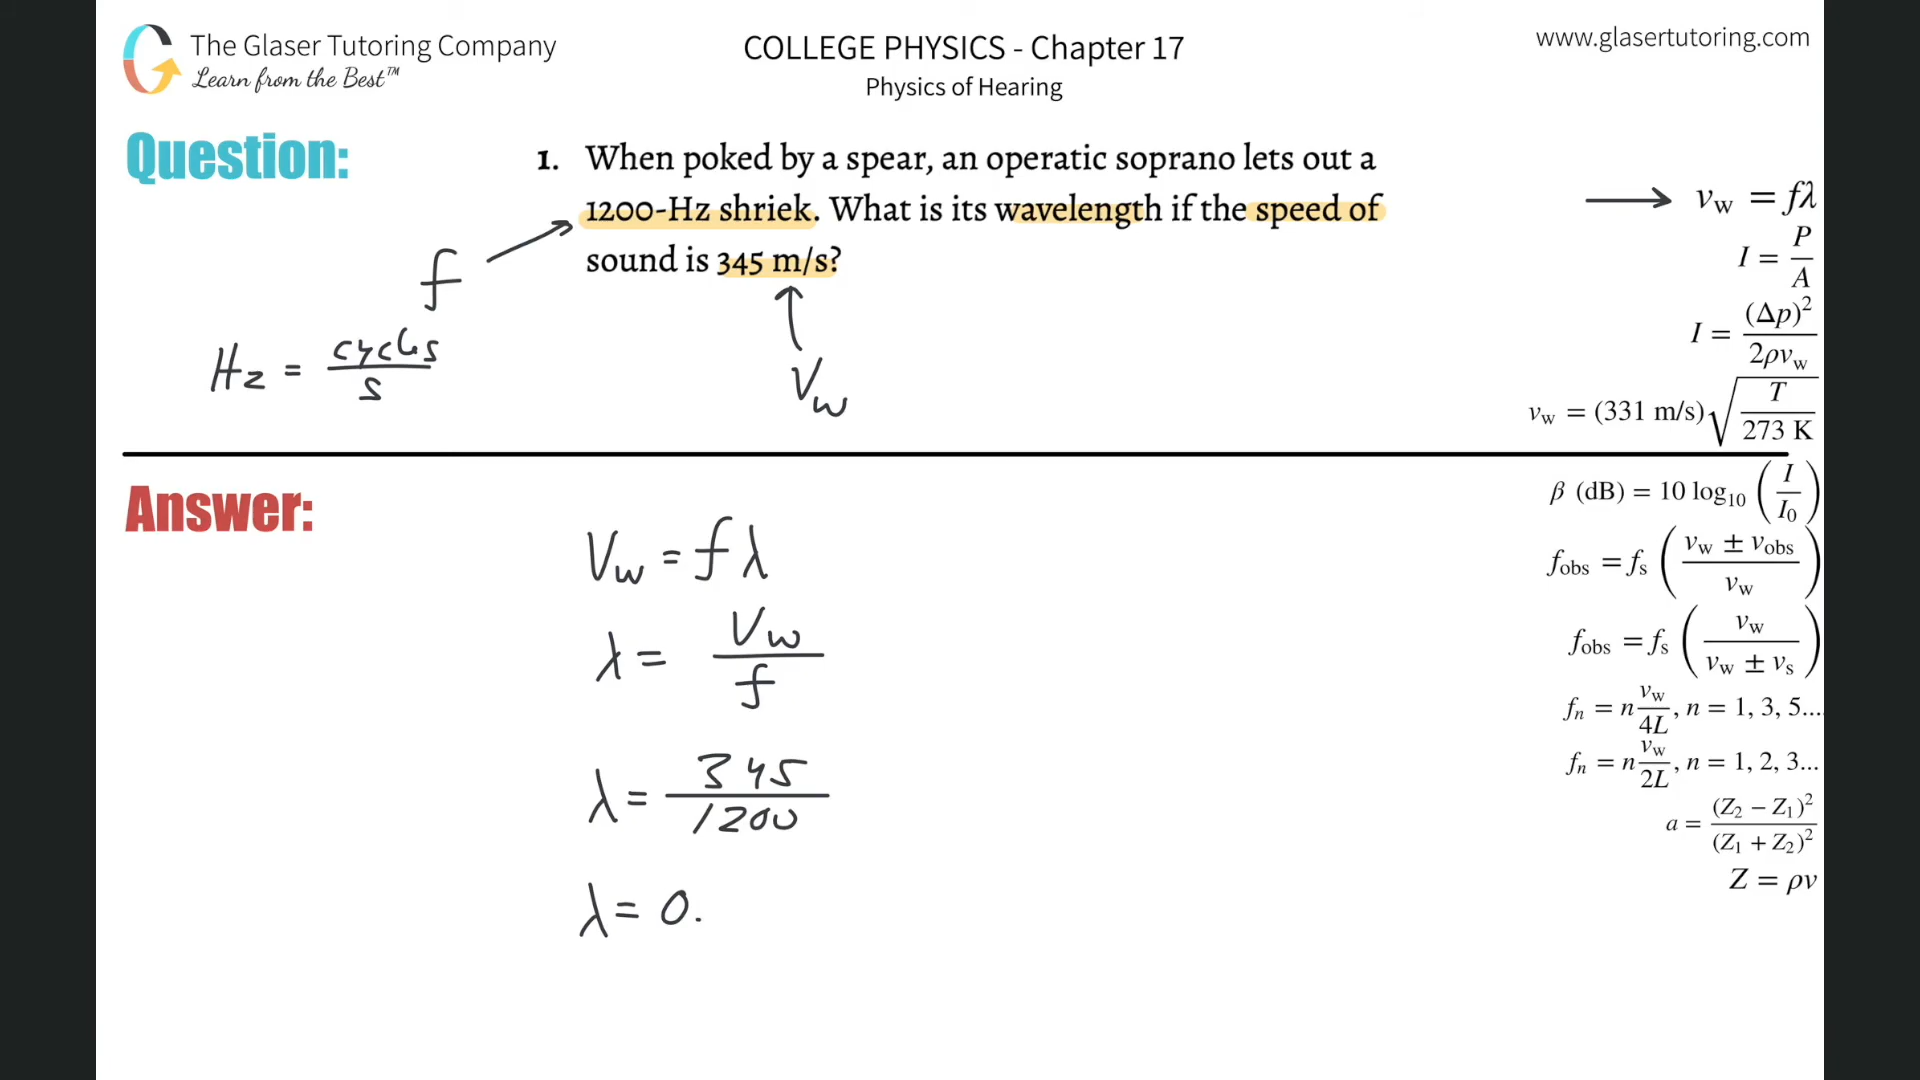 The Glaser Tutoring Company
Learn from the Best™
COLLEGE PHYSICS - Chapter 17
Physics of Hearing
www.glasertutoring.com
Question:
1. When poked by a spear, an operatic soprano lets out a
1200-Hz shriek. What is its wavelength if the speed of
sound is 345 m/s?
f
Hz = cycles/s
Vw
vw = fλ
I = P/A
I = (Δp)²/2ρvw
vw = (331 m/s)√(T/273 K)
Answer:
Vw = fλ
λ = Vw/f
λ = 345/1200
λ = 0.
β (dB) = 10 log₁₀ (I/I₀)
fobs = fs ((vw ± vobs)/vw)
fobs = fs (vw/(vw ± vs))
fn = n vw/4L, n = 1, 3, 5...
fn = n vw/2L, n = 1, 2, 3...
a = (Z₂ − Z₁)²/(Z₁ + Z₂)²
Z = ρv